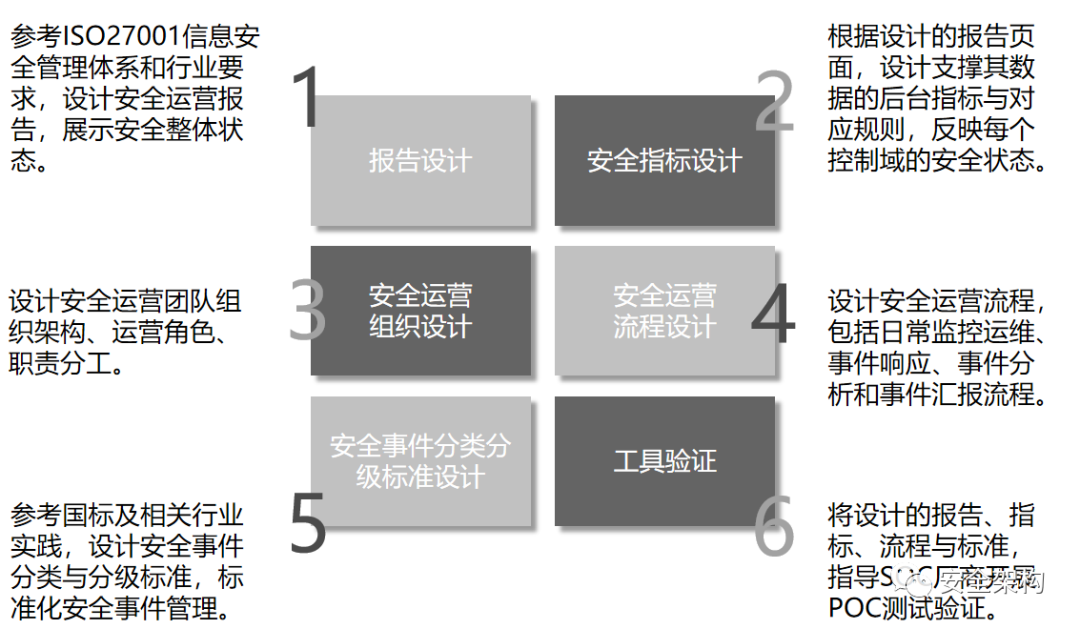 参考ISO27001信息安
全管理体系和行业要
求，设计安全运营报
告，展示安全整体状
态。
1
报告设计
2
安全指标设计
根据设计的报告页
面，设计支撑其数
据的后台指标与对
应规则，反映每个
控制域的安全状态。
设计安全运营团队组
织架构、运营角色、
职责分工。
3
安全运营
组织设计
4
安全运营
流程设计
设计安全运营流程，
包括日常监控运维、
事件响应、事件分
析和事件汇报流程。
参考国标及相关行业
实践，设计安全事件
分类与分级标准，标
准化安全事件管理。
5
安全事件分类分
级标准设计
6
工具验证
将设计的报告、指
标、流程与标准，
指导SOC厂商开展
POC测试验证。
安全架构